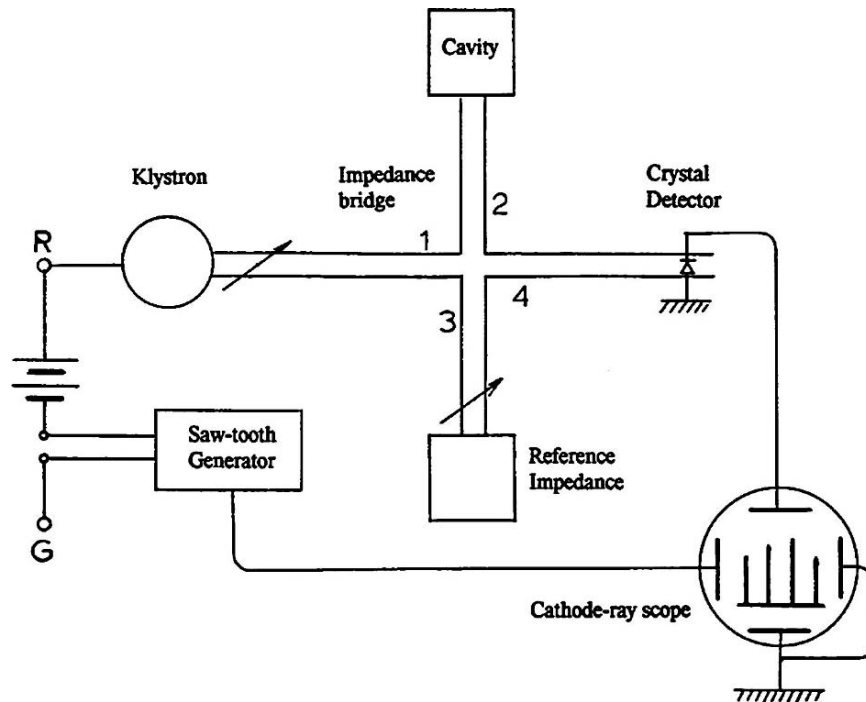 Cavity
Klystron
Impedance
bridge
Crystal
Detector
R
1
2
3
4
Saw-tooth
Generator
Reference
Impedance
G
Cathode-ray scope